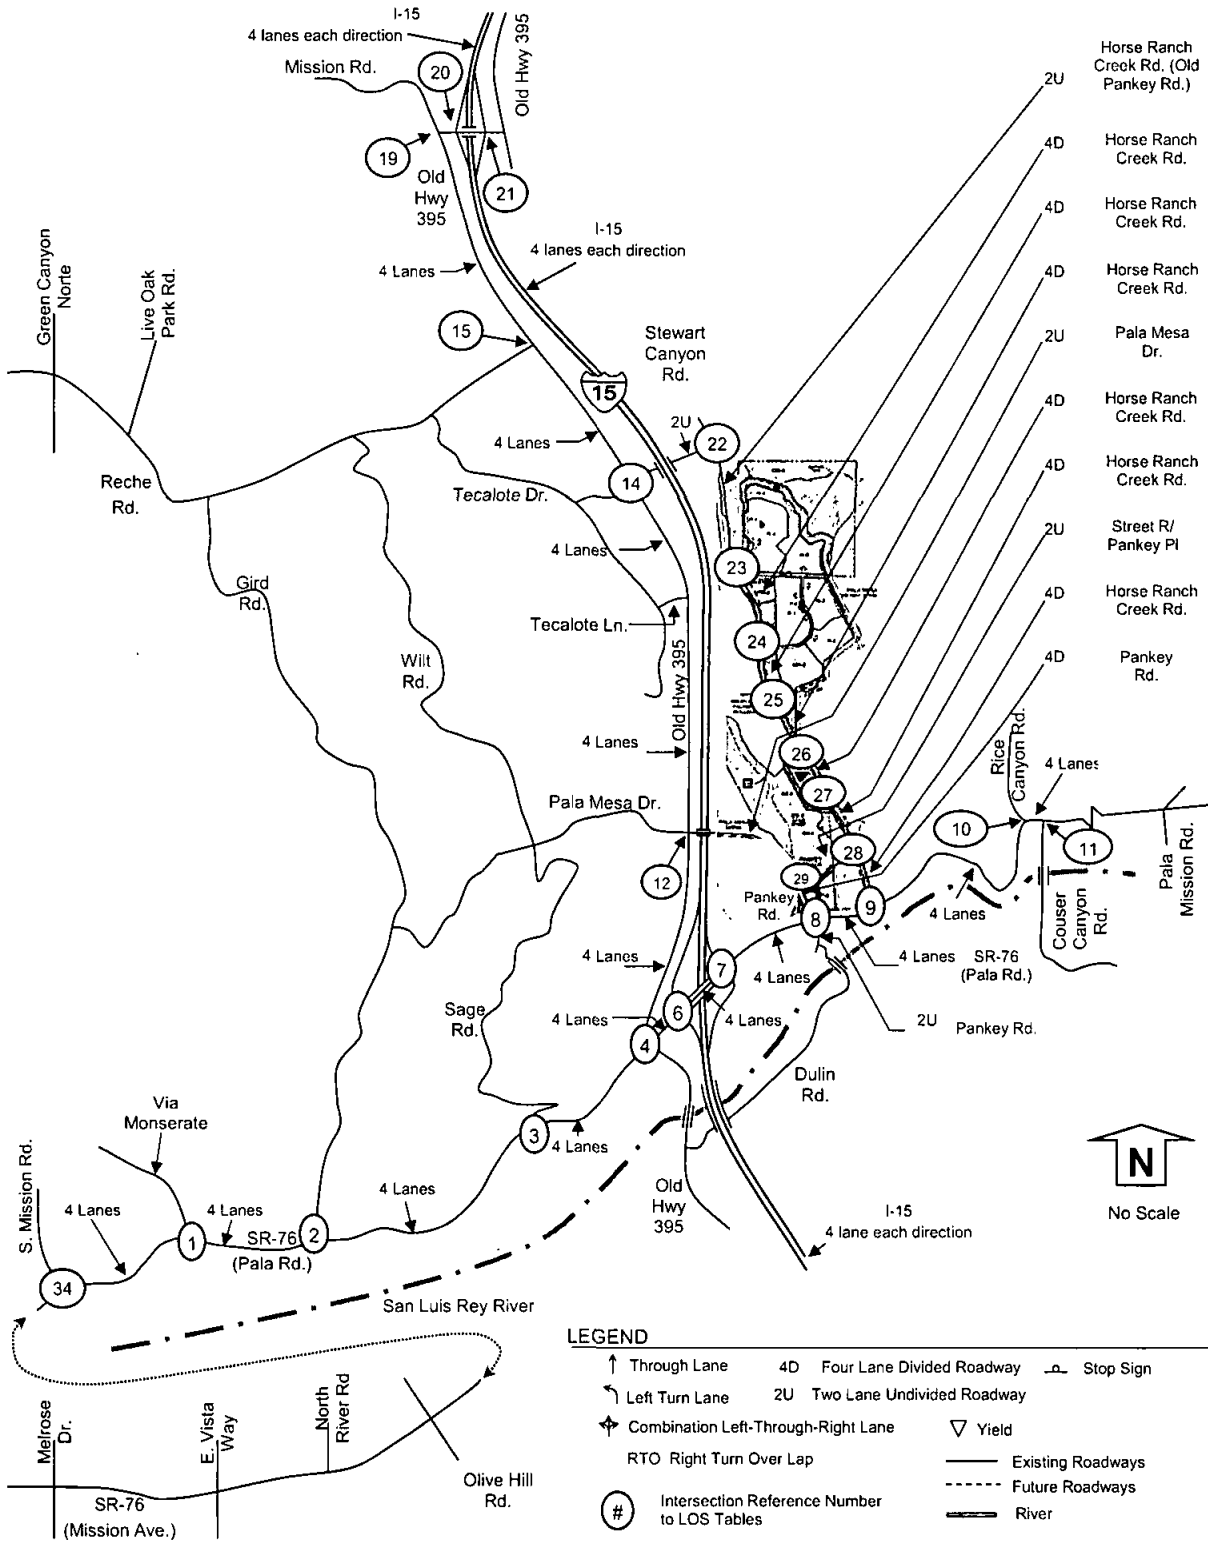 I-15
4 lanes each direction
Mission Rd.
Old Hwy 395
20
19
21
Old
Hwy
395
I-15
4 lanes each direction
4 Lanes
Green Canyon
Norte
Live Oak
Park Rd.
15
Stewart
Canyon
Rd.
15
2U
22
4 Lanes
14
Reche
Rd.
Tecalote Dr.
4 Lanes
23
Gird
Rd.
Tecalote Ln.
24
Wilt
Rd.
Old Hwy 395
25
4 Lanes
26
27
Pala Mesa Dr.
28
12
29
Pankey
Rd.
8
9
2U
Horse Ranch
Creek Rd. (Old
Pankey Rd.)
4D
Horse Ranch
Creek Rd.
4D
Horse Ranch
Creek Rd.
4D
Horse Ranch
Creek Rd.
2U
Pala Mesa
Dr.
4D
Horse Ranch
Creek Rd.
4D
Horse Ranch
Creek Rd.
2U
Street R/
Pankey Pl
4D
Horse Ranch
Creek Rd.
4D
Pankey
Rd.
Rice
Canyon Rd.
4 Lanes
10
11
Pala
Mission Rd.
Couser
Canyon
Rd.
4 Lanes
4 Lanes
7
4 Lanes
4 Lanes
SR-76
(Pala Rd.)
Sage
Rd.
4 Lanes
6
4 Lanes
2U
Pankey Rd.
4
Dulin
Rd.
Via
Monserate
3
4 Lanes
N
No Scale
S. Mission Rd.
4 Lanes
4 Lanes
4 Lanes
Old
Hwy
395
I-15
4 lane each direction
1
SR-76
(Pala Rd.)
2
34
San Luis Rey River
Melrose
Dr.
E. Vista
Way
North
River Rd
Olive Hill
Rd.
SR-76
(Mission Ave.)
LEGEND
Through Lane
4D Four Lane Divided Roadway
Stop Sign
Left Turn Lane
2U Two Lane Undivided Roadway
Combination Left-Through-Right Lane
Yield
RTO Right Turn Over Lap
Existing Roadways
Future Roadways
# Intersection Reference Number
to LOS Tables
River